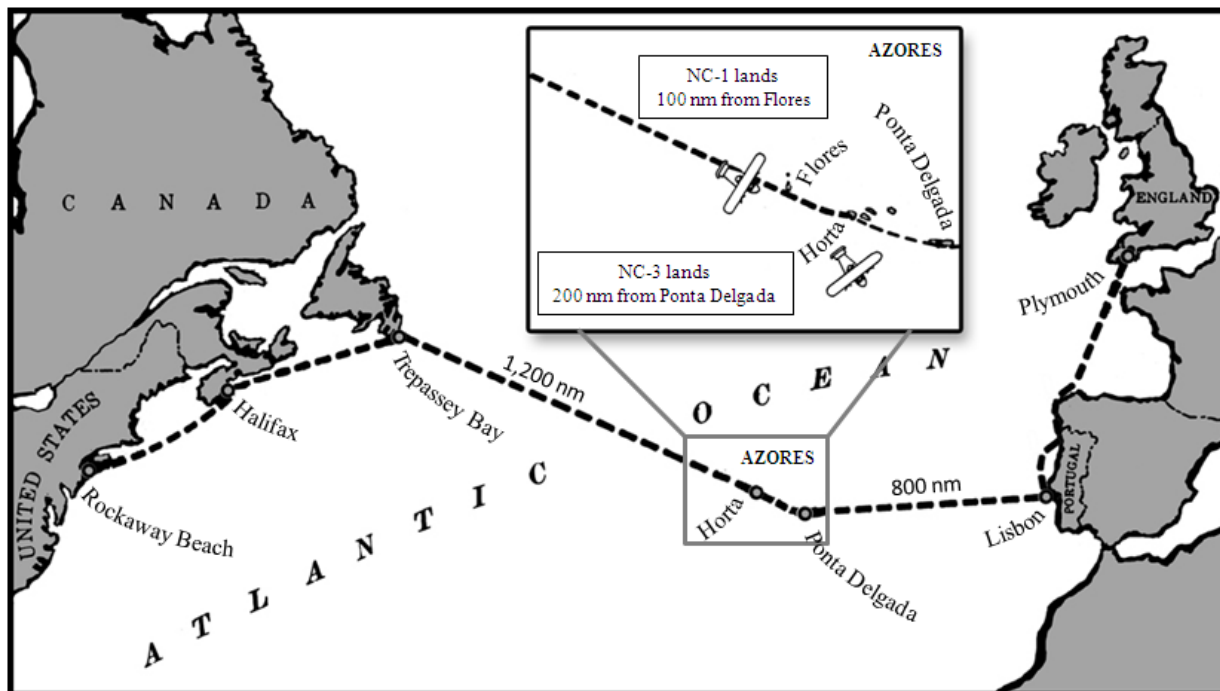 CANADA
UNITED STATES
ATLANTIC
OCEAN
Rockaway Beach
Halifax
Trepassey Bay
1,200 nm
AZORES
NC-1 lands
100 nm from Flores
Flores
Ponta Delgada
Horta
NC-3 lands
200 nm from Ponta Delgada
AZORES
Horta
Ponta Delgada
800 nm
Lisbon
PORTUGAL
Plymouth
ENGLAND